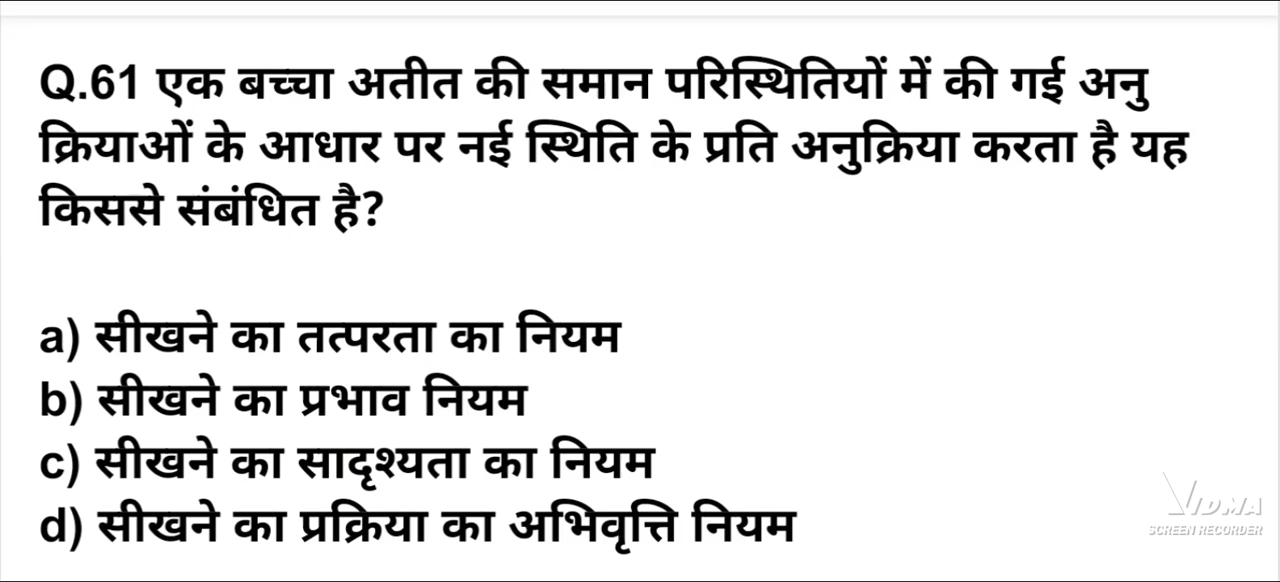 Q.61 एक बच्चा अतीत की समान परिस्थितियों में की गई अनु
क्रियाओं के आधार पर नई स्थिति के प्रति अनुक्रिया करता है यह
किससे संबंधित है?
a) सीखने का तत्परता का नियम
b) सीखने का प्रभाव नियम
c) सीखने का सादृश्यता का नियम
d) सीखने का प्रक्रिया का अभिवृत्ति नियम
VIDMA
SCREEN RECORDER